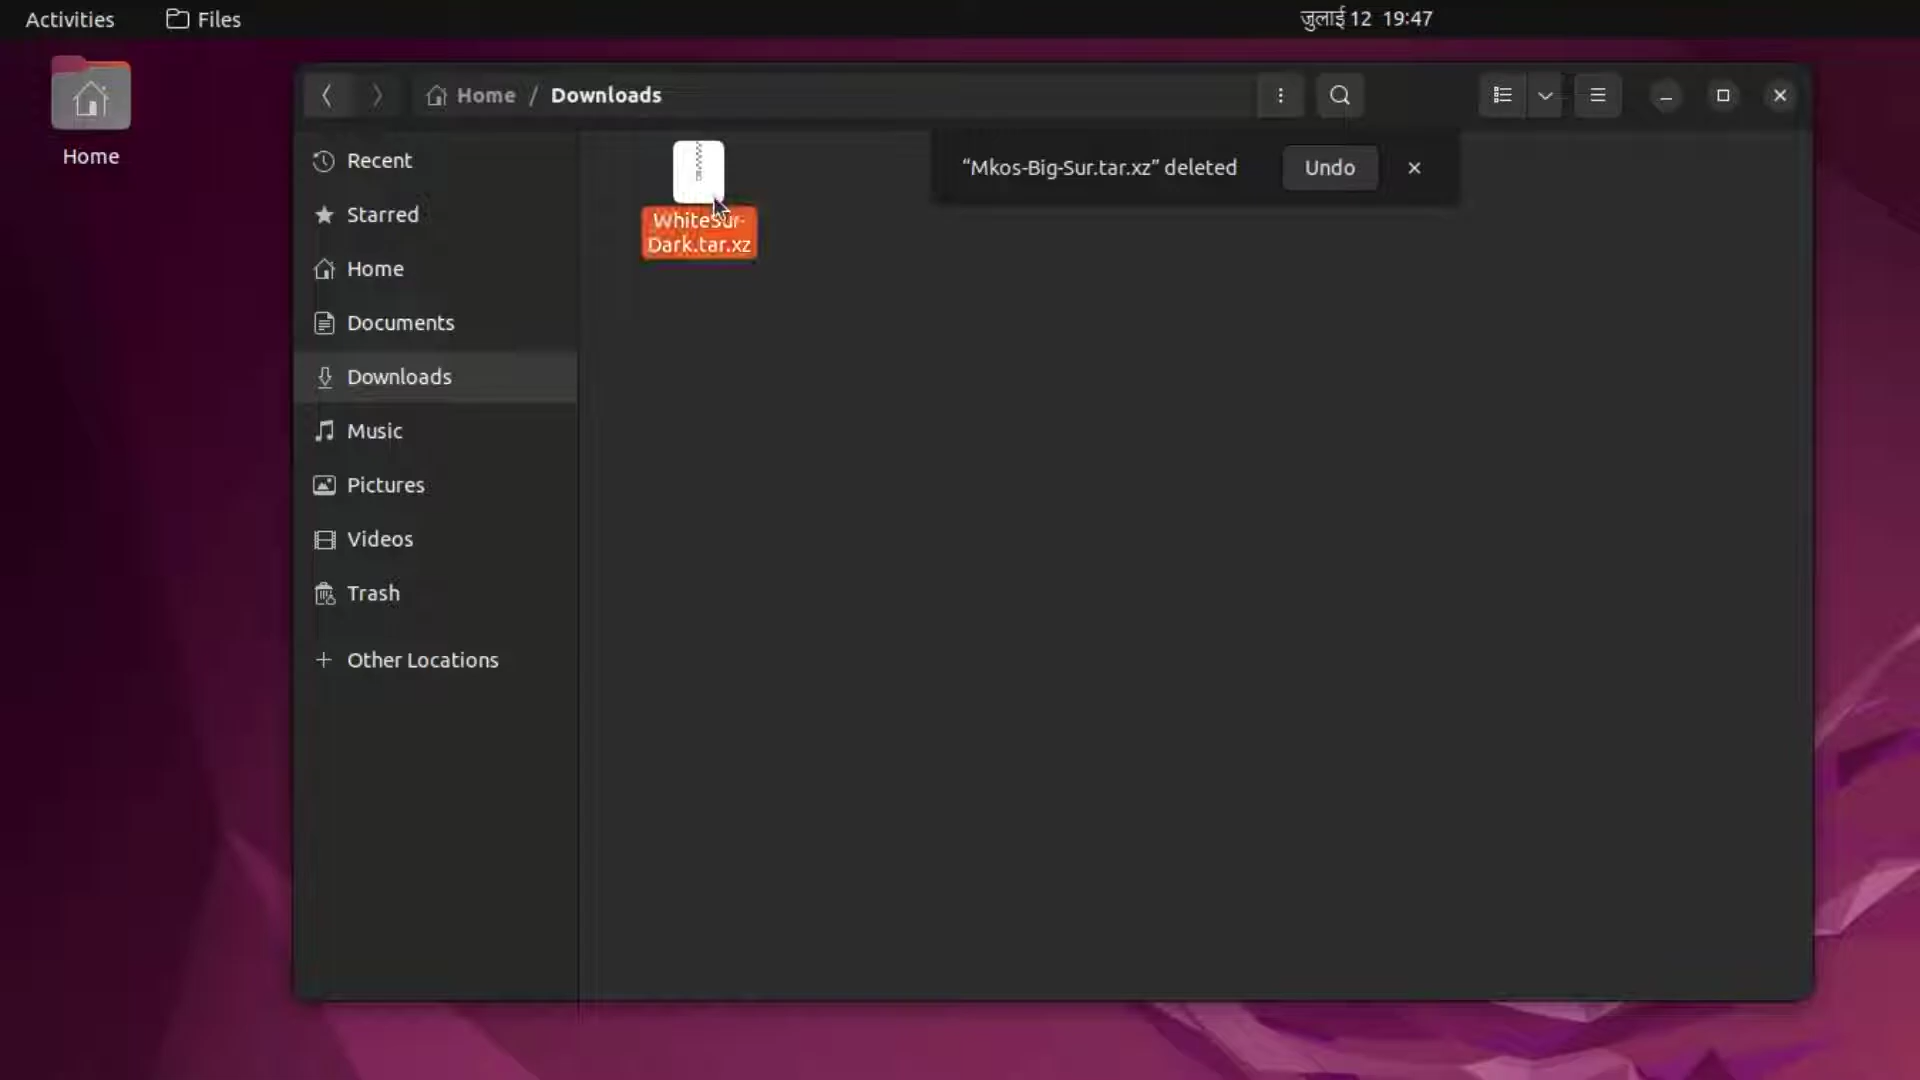 Activities
Files
जुलाई 12 19:47
Home
Home / Downloads
Recent
Starred
Home
Documents
Downloads
Music
Pictures
Videos
Trash
Other Locations
WhiteSur-
Dark.tar.xz
“Mkos-Big-Sur.tar.xz” deleted
Undo